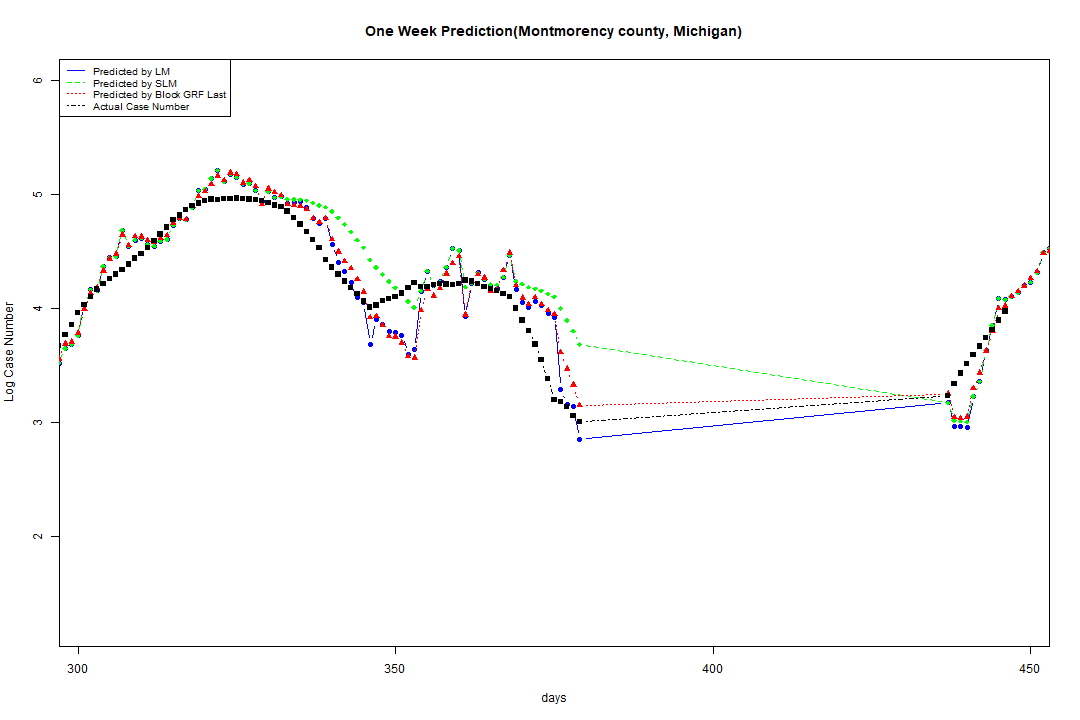 One Week Prediction(Montmorency county, Michigan)
Predicted by LM
Predicted by SLM
Predicted by Block GRF Last
Actual Case Number
6
5
4
3
2
Log Case Number
300 350 400 450
days